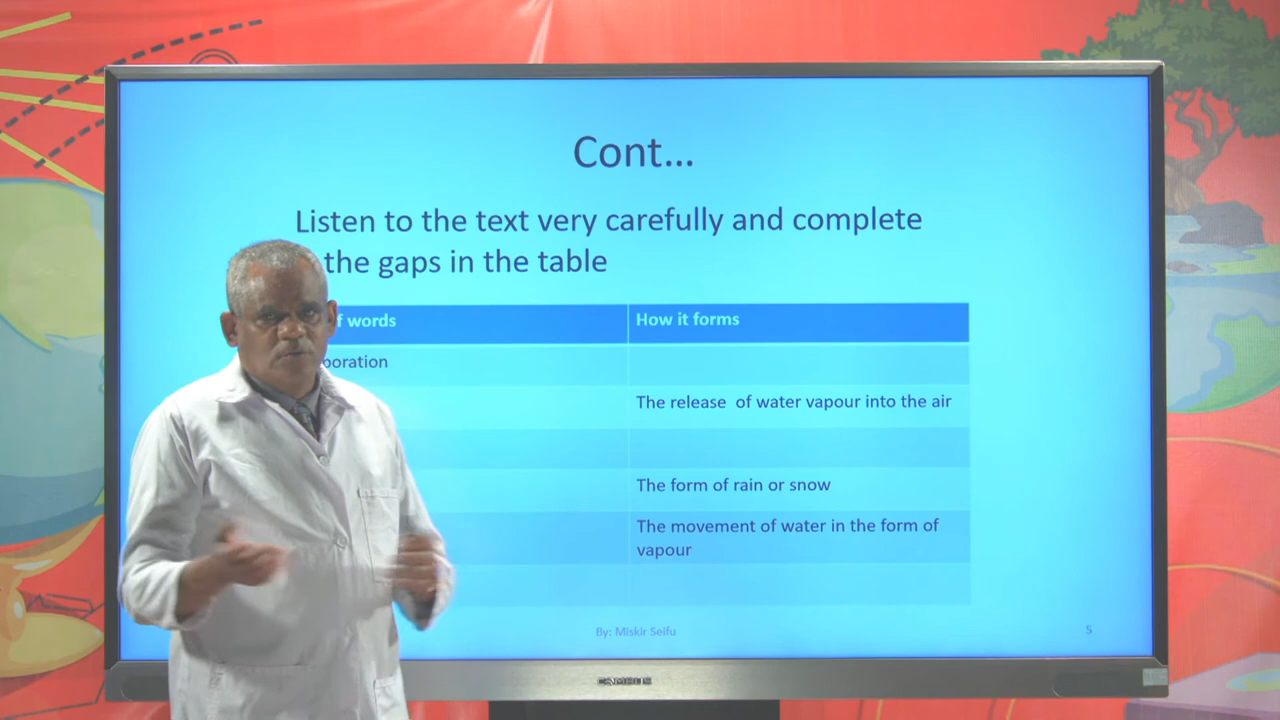 Cont...
Listen to the text very carefully and complete
the gaps in the table
words
How it forms
The release of water vapour into the air
The form of rain or snow
The movement of water in the form of
vapour
By: Miskir Seifu
5